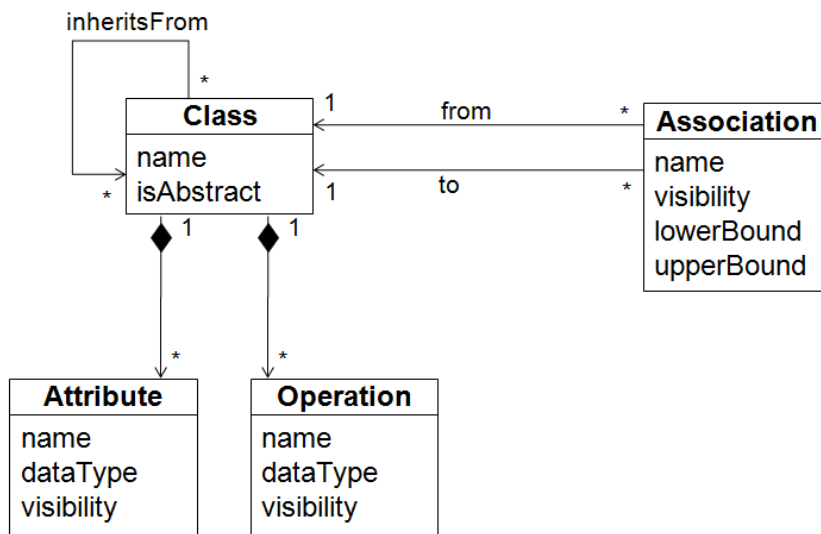 inheritsFrom
*
*
Class
name
isAbstract
1
from
*
1
to
*
Association
name
visibility
lowerBound
upperBound
1
1
*
*
Attribute
name
dataType
visibility
Operation
name
dataType
visibility